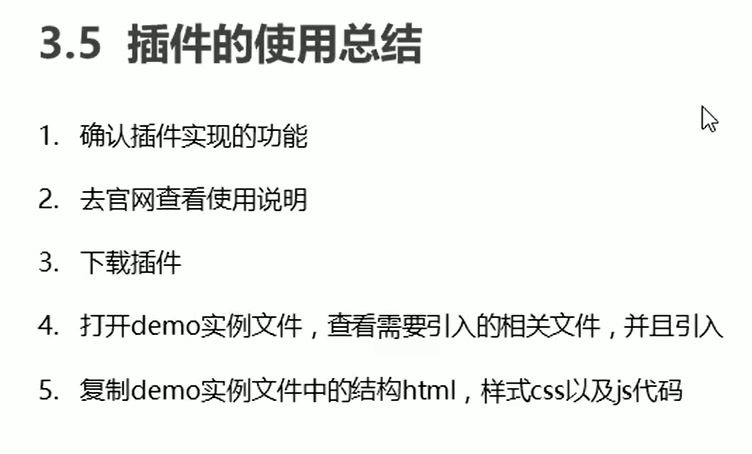 3.5 插件的使用总结
1. 确认插件实现的功能
2. 去官网查看使用说明
3. 下载插件
4. 打开demo实例文件，查看需要引入的相关文件，并且引入
5. 复制demo实例文件中的结构html，样式css以及js代码